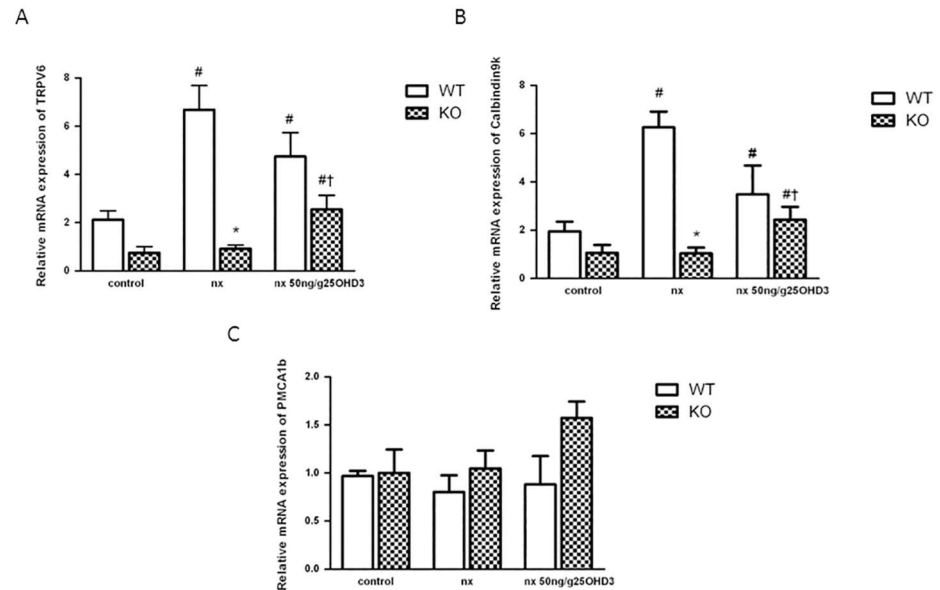 A
Relative mRNA expression of TRPV6
8
6
4
2
0
#
*
#
#†
control
nx
nx 50ng/g25OHD3
WT
KO
B
Relative mRNA expression of Calbindin9k
8
6
4
2
0
#
*
#
#†
control
nx
nx 50ng/g25OHD3
WT
KO
C
Relative mRNA expression of PMCA1b
2.0
1.5
1.0
0.5
0.0
control
nx
nx 50ng/g25OHD3
WT
KO